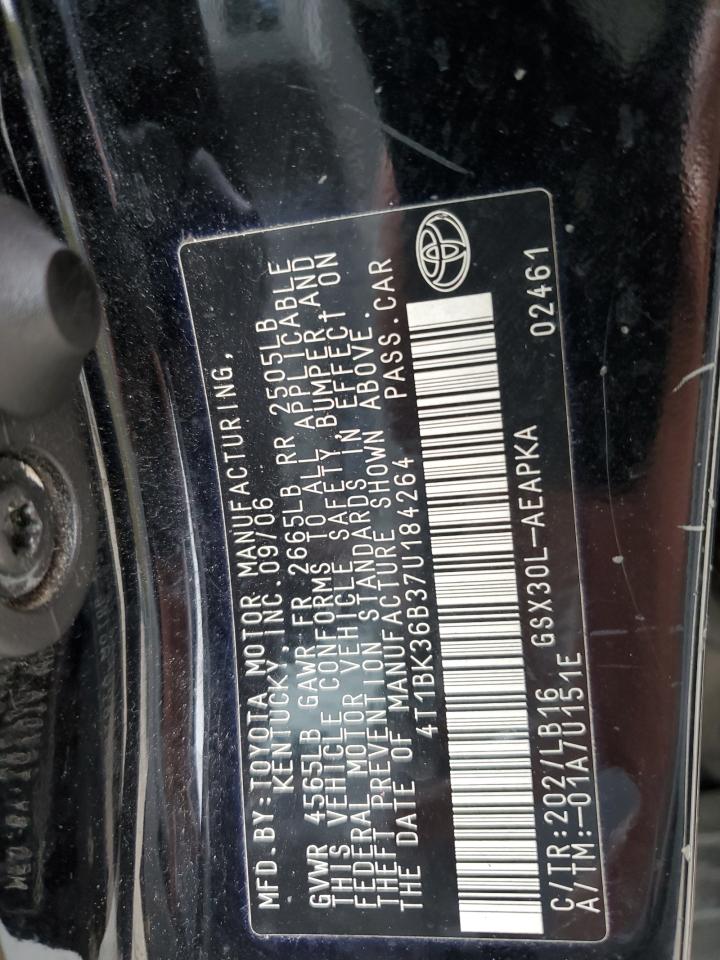 MFD.BY:TOYOTA MOTOR MANUFACTURING,
KENTUCKY, INC.09/06
GVWR 4565LB GAWR FR 2665LB RR 2505LB
THIS VEHICLE CONFORMS TO ALL APPLICABLE
FEDERAL MOTOR VEHICLE SAFETY,BUMPER,AND
THEFT PREVENTION STANDARDS IN EFFECT ON
THE DATE OF MANUFACTURE SHOWN ABOVE.
4T1BK36B37U184264 PASS.CAR
C/TR:202/LB16 GSX30L-AEAPKA 02461
A/TM:-01A/U151E